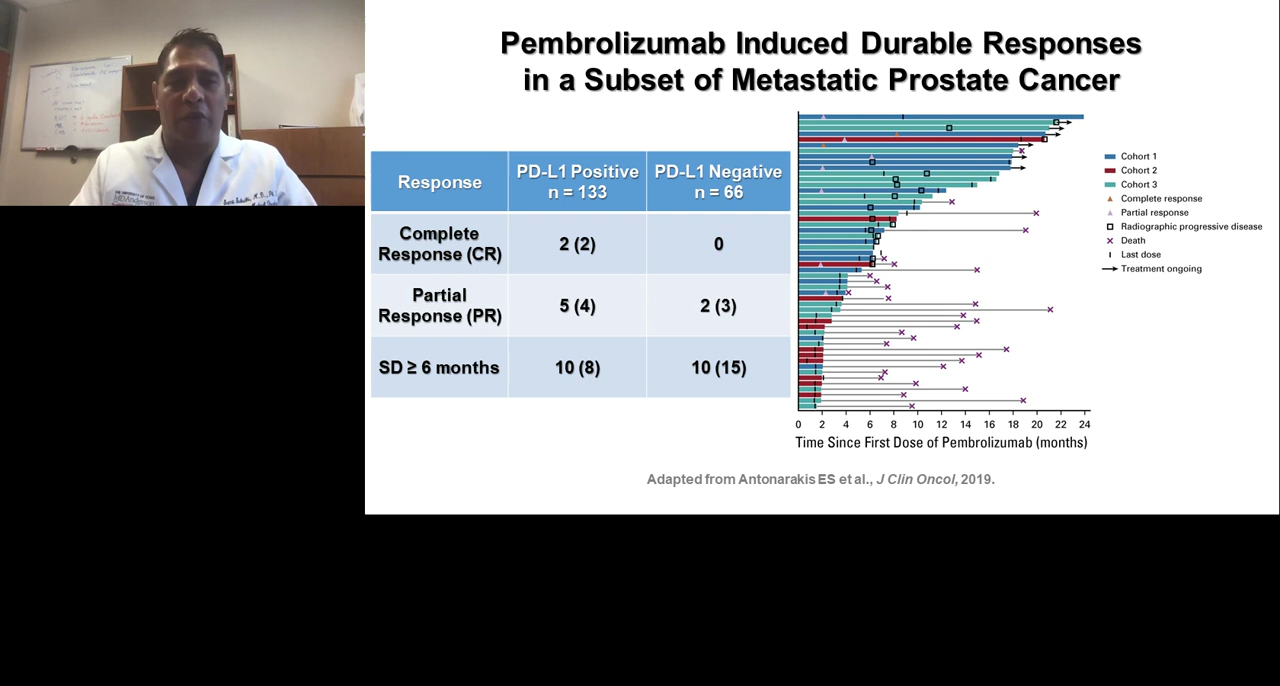 Pembrolizumab Induced Durable Responses
in a Subset of Metastatic Prostate Cancer
Response
PD-L1 Positive
n = 133
PD-L1 Negative
n = 66
Complete
Response (CR)
2 (2)
0
Partial
Response (PR)
5 (4)
2 (3)
SD ≥ 6 months
10 (8)
10 (15)
Cohort 1
Cohort 2
Cohort 3
Complete response
Partial response
Radiographic progressive disease
Death
Last dose
Treatment ongoing
0 2 4 6 8 10 12 14 16 18 20 22 24
Time Since First Dose of Pembrolizumab (months)
Adapted from Antonarakis ES et al., J Clin Oncol, 2019.
MDAnderson